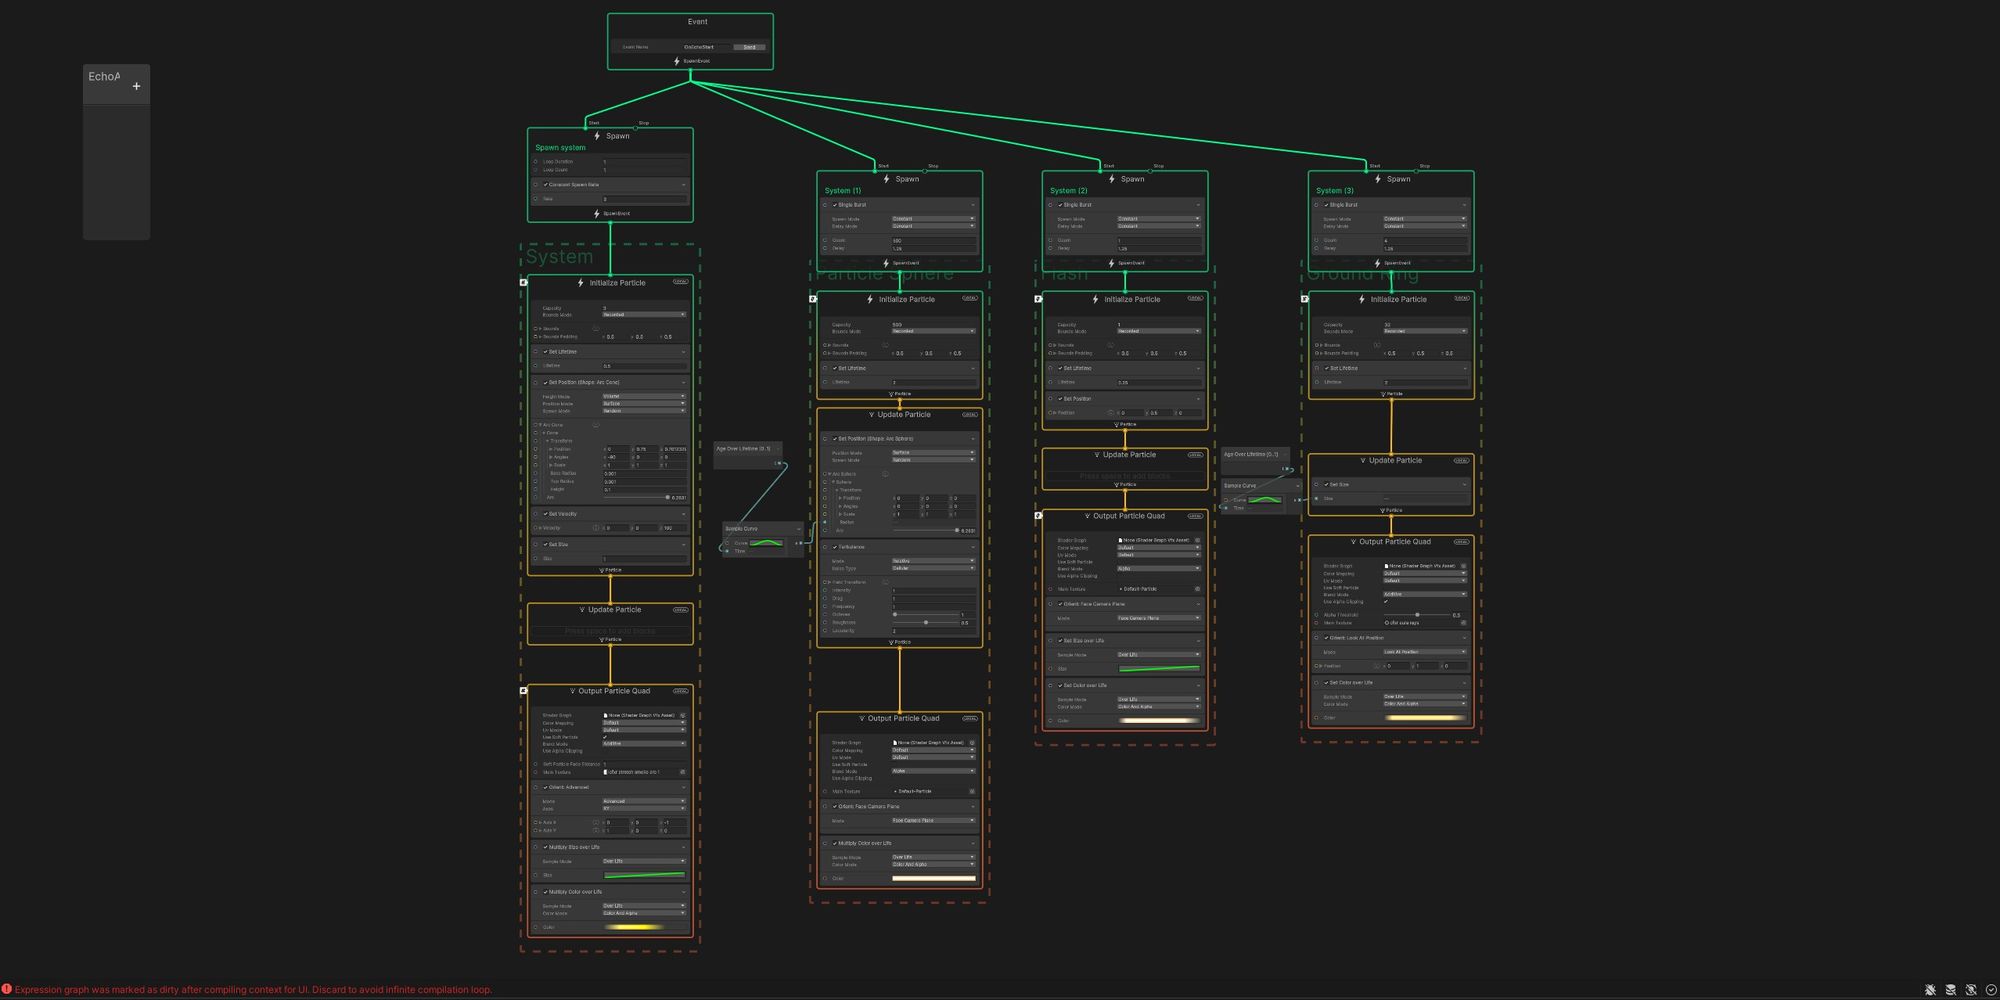 Event
Event Name OnEchoStart Send
SpawnEvent
EchoA
+
Start Stop
Spawn
Spawn system
Loop Duration 1
Loop Count 1
Constant Spawn Rate
Rate 3
SpawnEvent
System
Initialize Particle LOCAL
Capacity 3
Bounds Mode Recorded
Bounds
Bounds Padding x 0.5 y 0.5 z 0.5
Set Lifetime
Lifetime 0.5
Set Position (Shape: Arc Cone)
Height Mode Volume
Position Mode Surface
Spawn Mode Random
Arc Cone
Cone
Transform
Position
Angles
Scale
Base Radius 0.001
Top Radius 0.001
Height 0.1
Arc 6.2831
Set Velocity
Velocity x 0 y 0 z 100
Set Size
Size 1
Particle
Update Particle LOCAL
Press space to add blocks
Particle
Output Particle Quad LOCAL
Shader Graph None (Shader Graph Vfx Asset)
Color Mapping Default
Uv Mode Default
Use Soft Particle
Blend Mode Additive
Use Alpha Clipping
Soft Particle Fade Distance 1
Main Texture
Orient: Advanced
Mode Advanced
Axes XY
Axis X x 0 y 0 z -1
Axis Y x 1 y 0 z 0
Multiply Size over Life
Sample Mode Over Life
Size
Multiply Color over Life
Sample Mode Over Life
Color Mode Color And Alpha
Color
Start Stop
Spawn
System (1)
Single Burst
Spawn Mode Constant
Delay Mode Constant
Count 500
Delay 1.25
SpawnEvent
Particle Sphere
Initialize Particle LOCAL
Capacity 500
Bounds Mode Recorded
Bounds
Bounds Padding x 0.5 y 0.5 z 0.5
Set Lifetime
Lifetime 2
Particle
Update Particle LOCAL
Set Position (Shape: Arc Sphere)
Position Mode Surface
Spawn Mode Random
Arc Sphere
Sphere
Transform
Position x 0 y 0 z 0
Angles x 0 y 0 z 0
Scale x 1 y 1 z 1
Radius
Arc 6.2831
Turbulence
Mode Relative
Noise Type Cellular
Field Transform
Intensity 1
Drag 1
Frequency 1
Octaves 1
Roughness 0.5
Lacunarity 2
Particle
Age Over Lifetime [0..1]
Sample Curve
Curve
Time
Output Particle Quad LOCAL
Shader Graph None (Shader Graph Vfx Asset)
Color Mapping Default
Uv Mode Default
Use Soft Particle
Blend Mode Alpha
Use Alpha Clipping
Main Texture Default-Particle
Orient: Face Camera Plane
Mode Face Camera Plane
Multiply Color over Life
Sample Mode Over Life
Color Mode Color And Alpha
Color
Start Stop
Spawn
System (2)
Single Burst
Spawn Mode Constant
Delay Mode Constant
Count 1
Delay 1.25
SpawnEvent
Flash
Initialize Particle LOCAL
Capacity 1
Bounds Mode Recorded
Bounds
Bounds Padding x 0.5 y 0.5 z 0.5
Set Lifetime
Lifetime 0.25
Set Position
Position x 0 y 0.5 z 0
Particle
Update Particle LOCAL
Press space to add blocks
Particle
Output Particle Quad LOCAL
Shader Graph None (Shader Graph Vfx Asset)
Color Mapping Default
Uv Mode Default
Use Soft Particle
Blend Mode Alpha
Use Alpha Clipping
Main Texture Default-Particle
Orient: Face Camera Plane
Mode Face Camera Plane
Set Size over Life
Sample Mode Over Life
Size
Set Color over Life
Sample Mode Over Life
Color Mode Color And Alpha
Color
Start Stop
Spawn
System (3)
Single Burst
Spawn Mode Constant
Delay Mode Constant
Count 4
Delay 1.25
SpawnEvent
Ground Ring
Initialize Particle LOCAL
Capacity 32
Bounds Mode Recorded
Bounds
Bounds Padding x 0.5 y 0.5 z 0.5
Set Lifetime
Lifetime 2
Particle
Age Over Lifetime [0..1]
Sample Curve
Curve
Time
Update Particle LOCAL
Set Size
Size
Particle
Output Particle Quad LOCAL
Shader Graph None (Shader Graph Vfx Asset)
Color Mapping Default
Uv Mode Default
Use Soft Particle
Blend Mode Additive
Use Alpha Clipping
Alpha Threshold 0.5
Main Texture
Orient: Look At Position
Mode Look At Position
Position x 0 y 1 z 0
Set Color over Life
Sample Mode Over Life
Color Mode Color And Alpha
Color
Expression graph was marked as dirty after compiling context for UI. Discard to avoid infinite compilation loop.